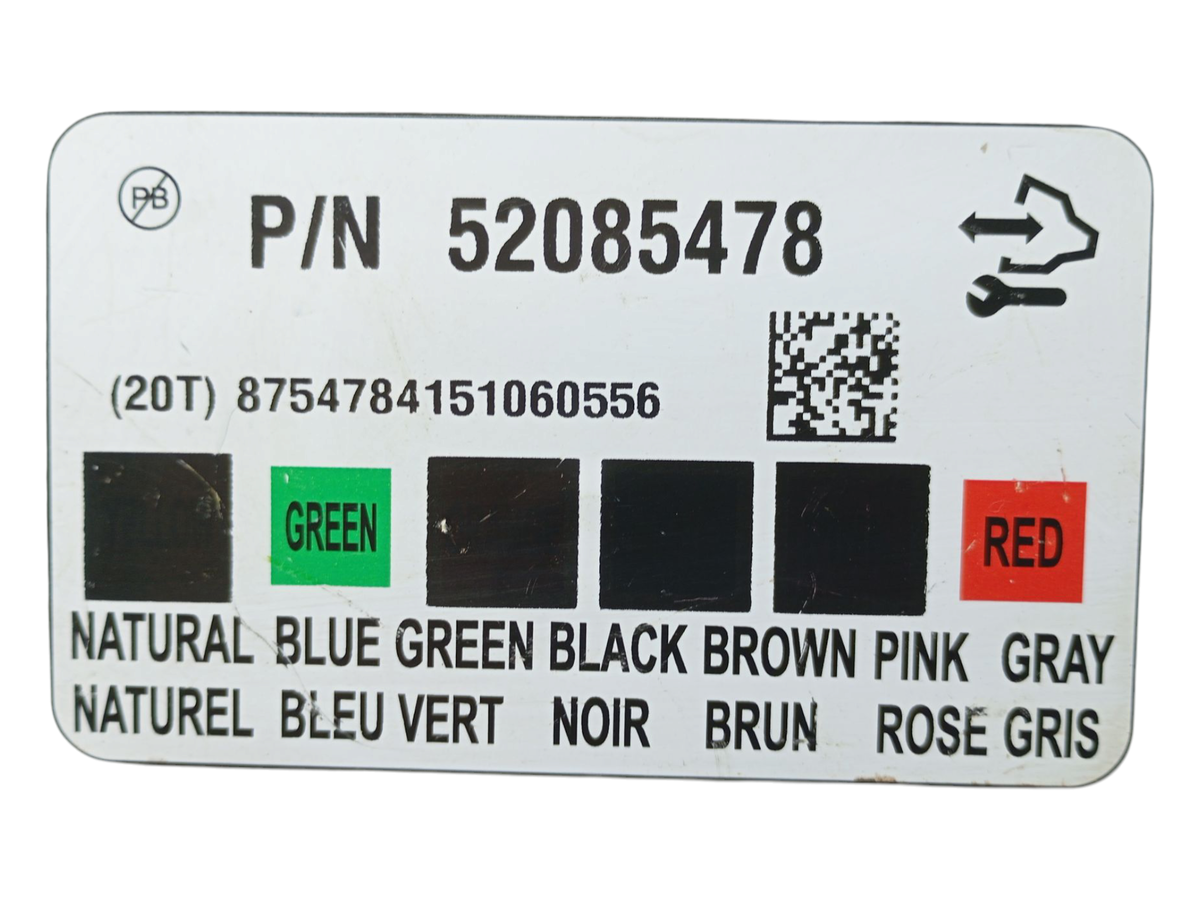 PB
P/N 52085478
(20T) 8754784151060556
GREEN RED
NATURAL BLUE GREEN BLACK BROWN PINK GRAY
NATUREL BLEU VERT NOIR BRUN ROSE GRIS